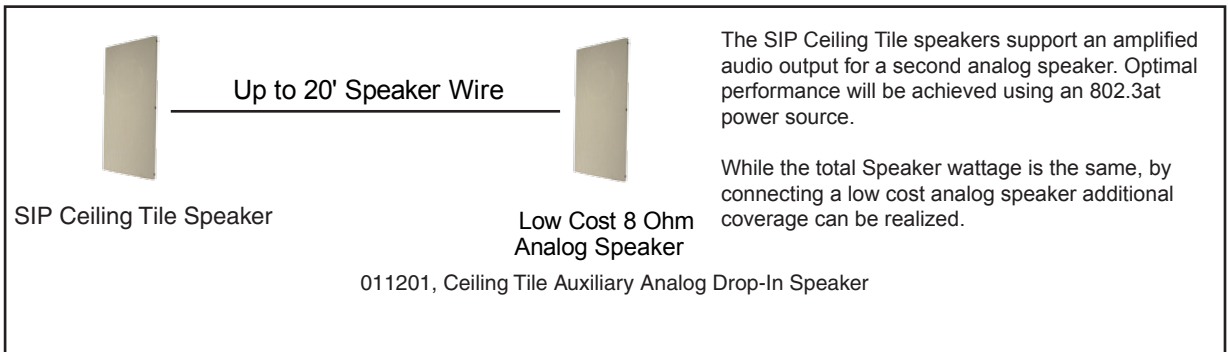 Up to 20' Speaker Wire
SIP Ceiling Tile Speaker
Low Cost 8 Ohm
Analog Speaker
011201, Ceiling Tile Auxiliary Analog Drop-In Speaker
The SIP Ceiling Tile speakers support an amplified
audio output for a second analog speaker. Optimal
performance will be achieved using an 802.3at
power source.
While the total Speaker wattage is the same, by
connecting a low cost analog speaker additional
coverage can be realized.